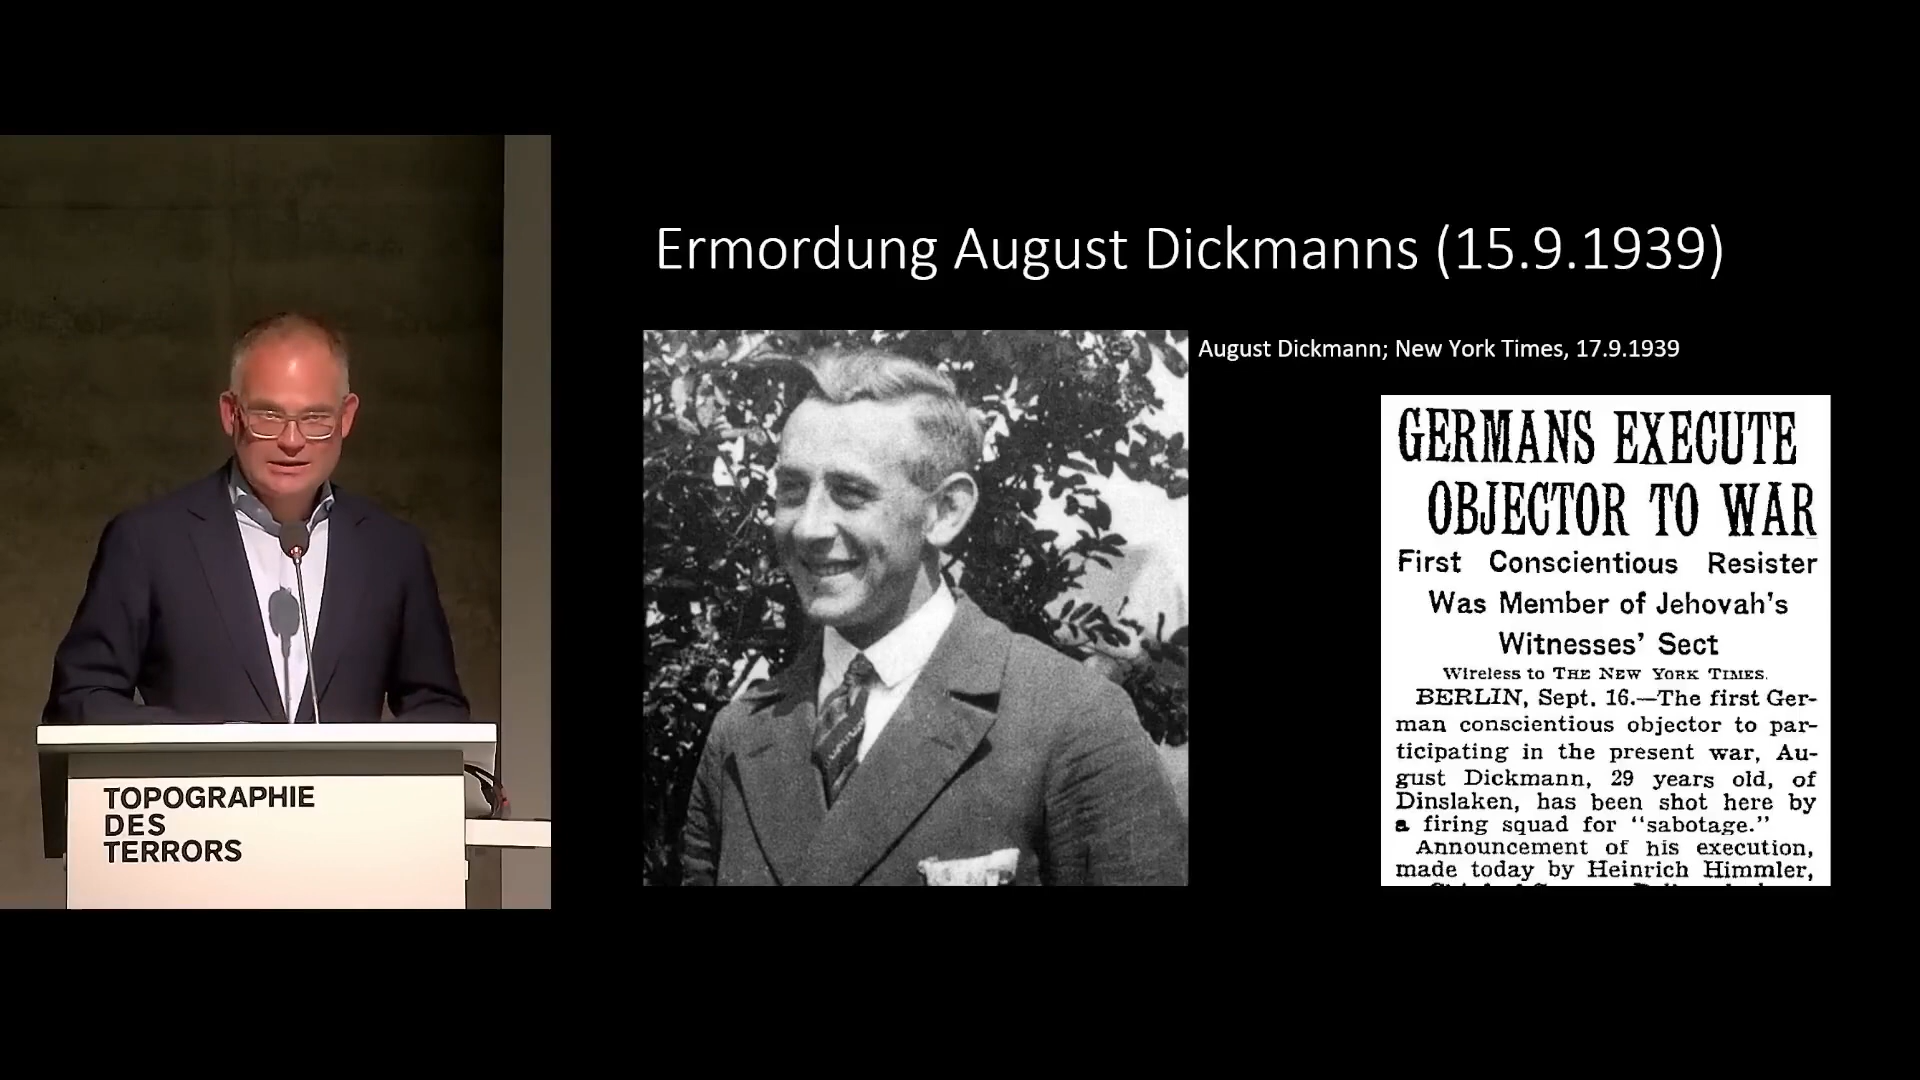 Ermordung August Dickmanns (15.9.1939)
August Dickmann; New York Times, 17.9.1939
GERMANS EXECUTE
OBJECTOR TO WAR
First Conscientious Resister
Was Member of Jehovah's
Witnesses' Sect
Wireless to THE NEW YORK TIMES.
BERLIN, Sept. 16.—The first Ger-
man conscientious objector to par-
ticipating in the present war, Au-
gust Dickmann, 29 years old, of
Dinslaken, has been shot here by
a firing squad for "sabotage."
Announcement of his execution,
made today by Heinrich Himmler,
TOPOGRAPHIE
DES
TERRORS